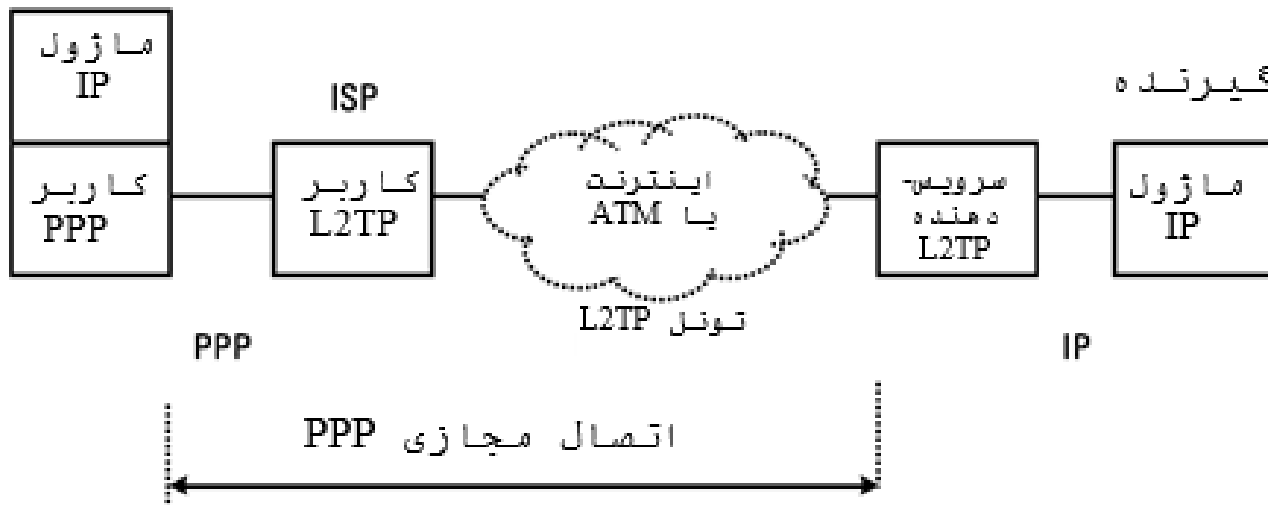 ماژول
IP
کاربر
PPP
ISP
کاربر
L2TP
اینترنت
یا ATM
تونل L2TP
سرویس-
دهنده
L2TP
گیرنده
ماژول
IP
PPP
IP
اتصال مجازی PPP